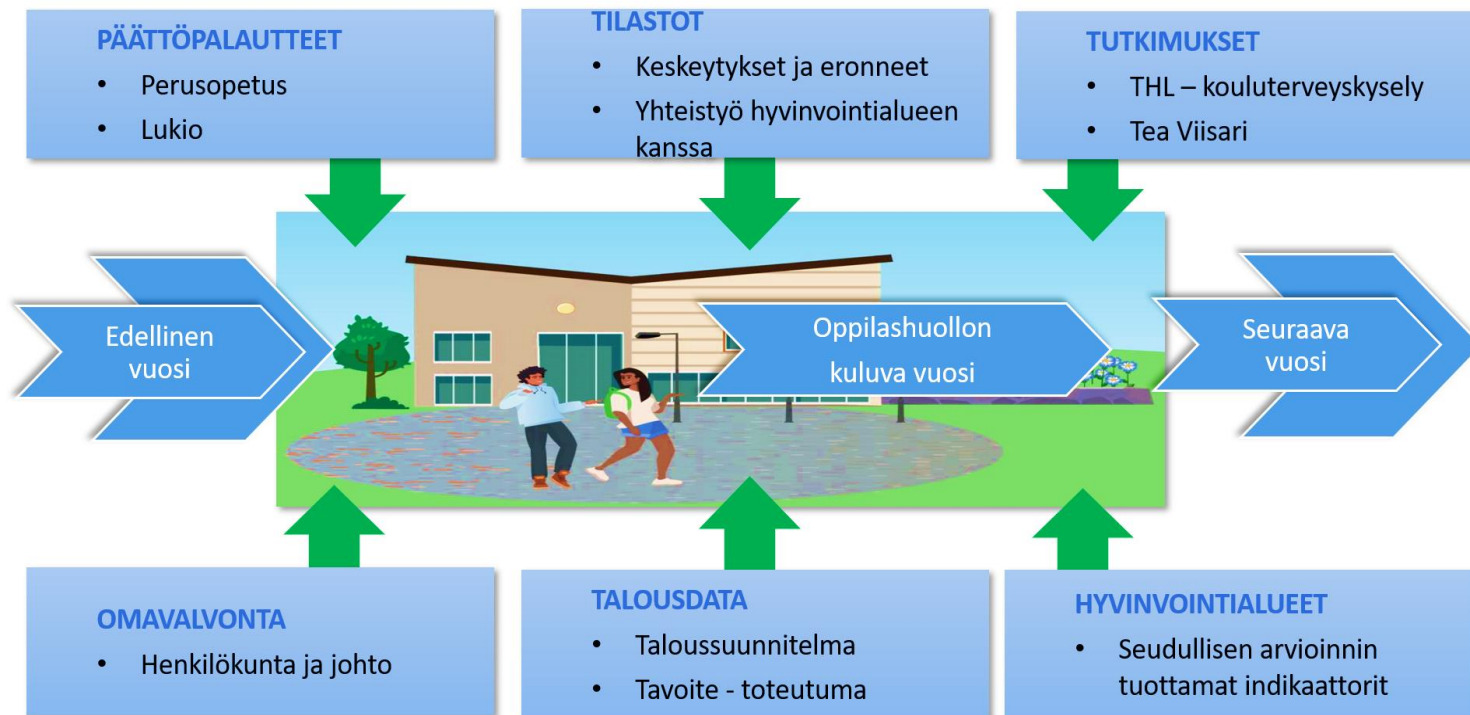 PÄÄTTÖPALAUTTEET
• Perusopetus
• Lukio
TILASTOT
• Keskeytykset ja eronneet
• Yhteistyö hyvinvointialueen
kanssa
TUTKIMUKSET
• THL – kouluterveyskysely
• Tea Viisari
Edellinen
vuosi
Oppilashuollon
kuluva vuosi
Seuraava
vuosi
OMAVALVONTA
• Henkilökunta ja johto
TALOUSDATA
• Taloussuunnitelma
• Tavoite - toteutuma
HYVINVOINTIALUEET
• Seudullisen arvioinnin
tuottamat indikaattorit